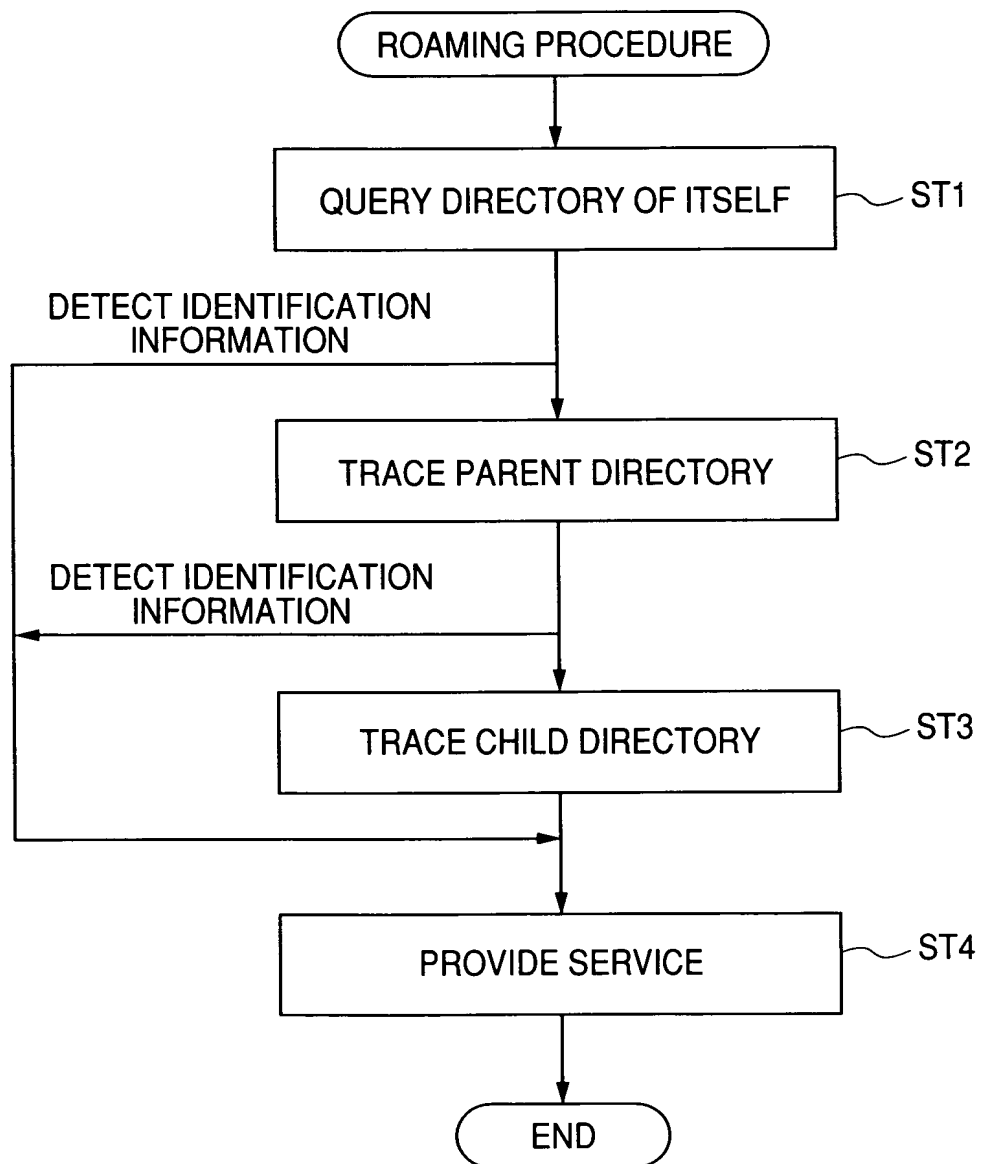 ROAMING PROCEDURE
QUERY DIRECTORY OF ITSELF
ST1
DETECT IDENTIFICATION
INFORMATION
TRACE PARENT DIRECTORY
ST2
DETECT IDENTIFICATION
INFORMATION
TRACE CHILD DIRECTORY
ST3
PROVIDE SERVICE
ST4
END